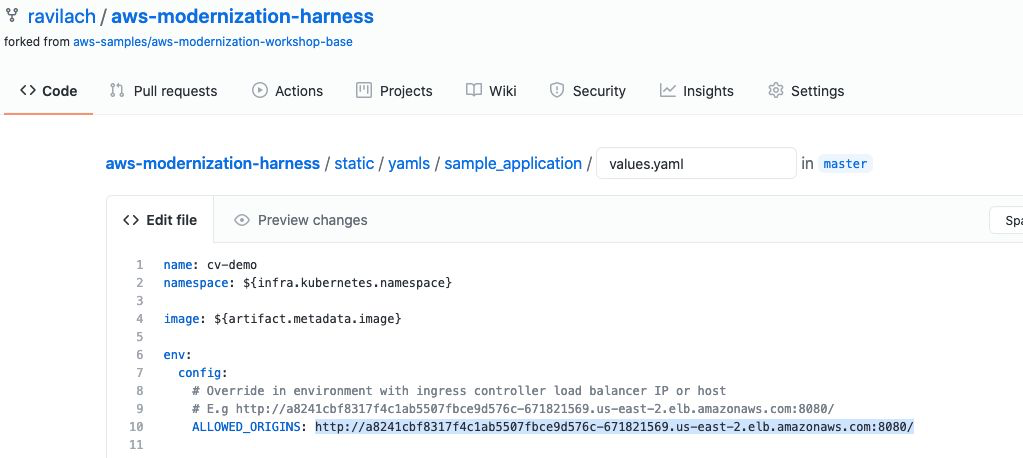 ravilach / aws-modernization-harness
forked from aws-samples/aws-modernization-workshop-base
<> Code Pull requests Actions Projects Wiki Security Insights Settings
aws-modernization-harness / static / yamls / sample_application / values.yaml in master
<> Edit file Preview changes Spa
1 name: cv-demo
2 namespace: ${infra.kubernetes.namespace}
3
4 image: ${artifact.metadata.image}
5
6 env:
7 config:
8 # Override in environment with ingress controller load balancer IP or host
9 # E.g http://a8241cbf8317f4c1ab5507fbce9d576c-671821569.us-east-2.elb.amazonaws.com:8080/
10 ALLOWED_ORIGINS: http://a8241cbf8317f4c1ab5507fbce9d576c-671821569.us-east-2.elb.amazonaws.com:8080/
11